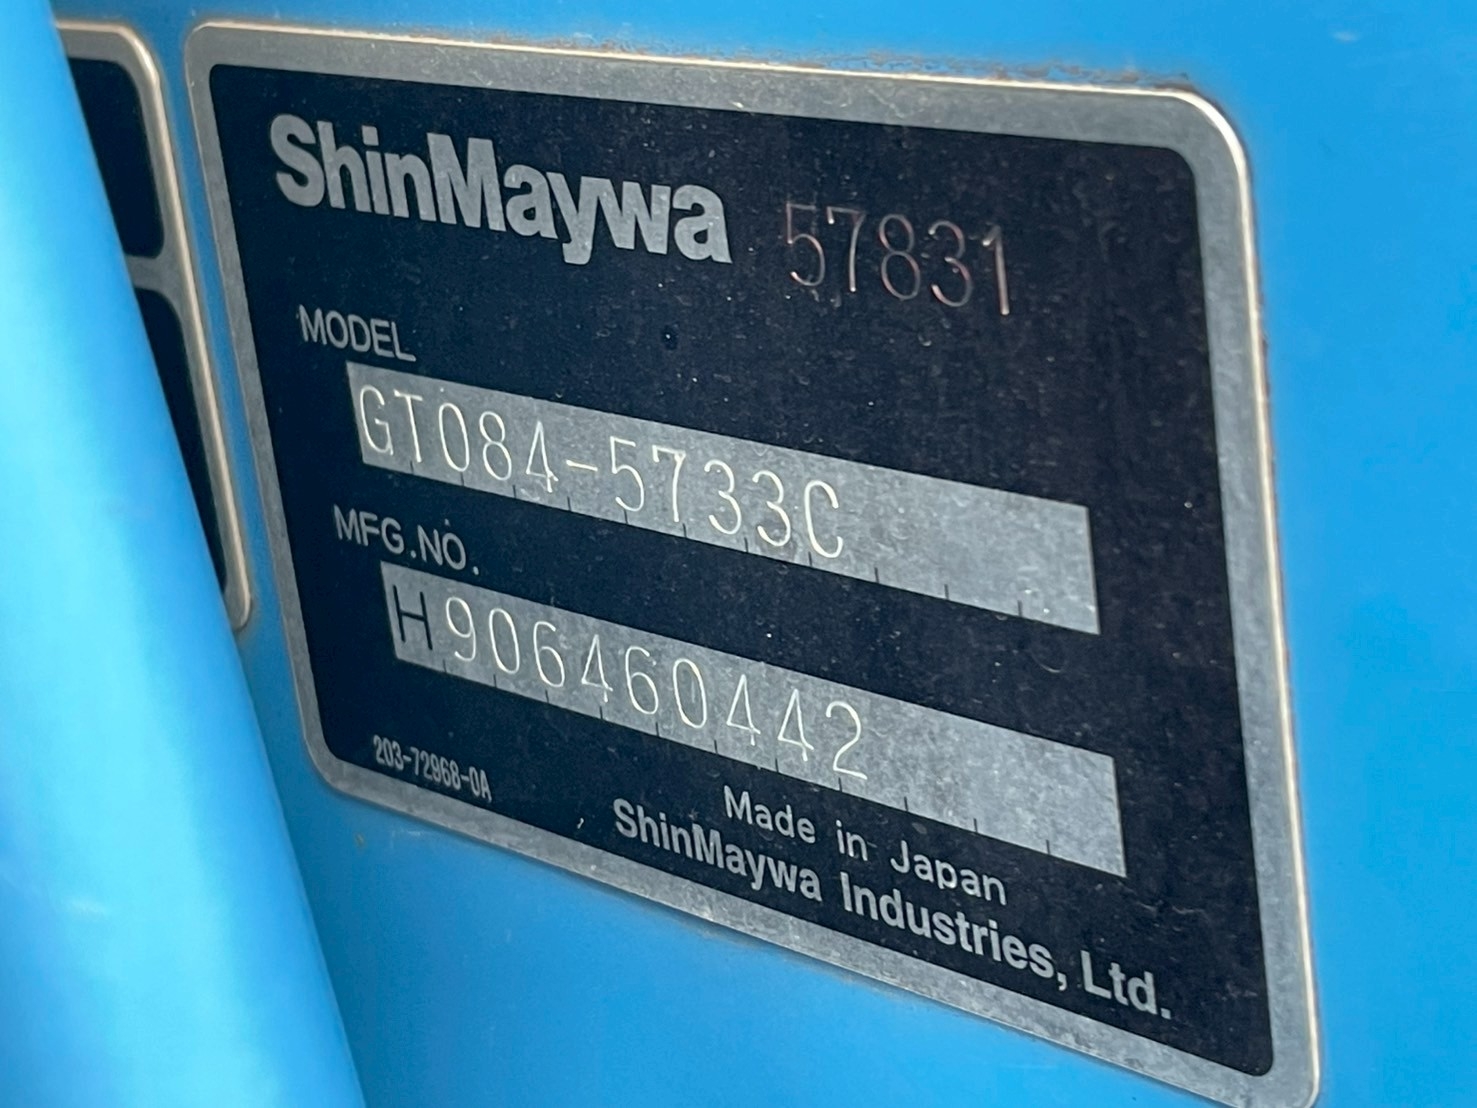 ShinMaywa 57831
MODEL
GT084-5733C
MFG.NO.
H906460442
203-72968-0A
Made in Japan
ShinMaywa Industries, Ltd.